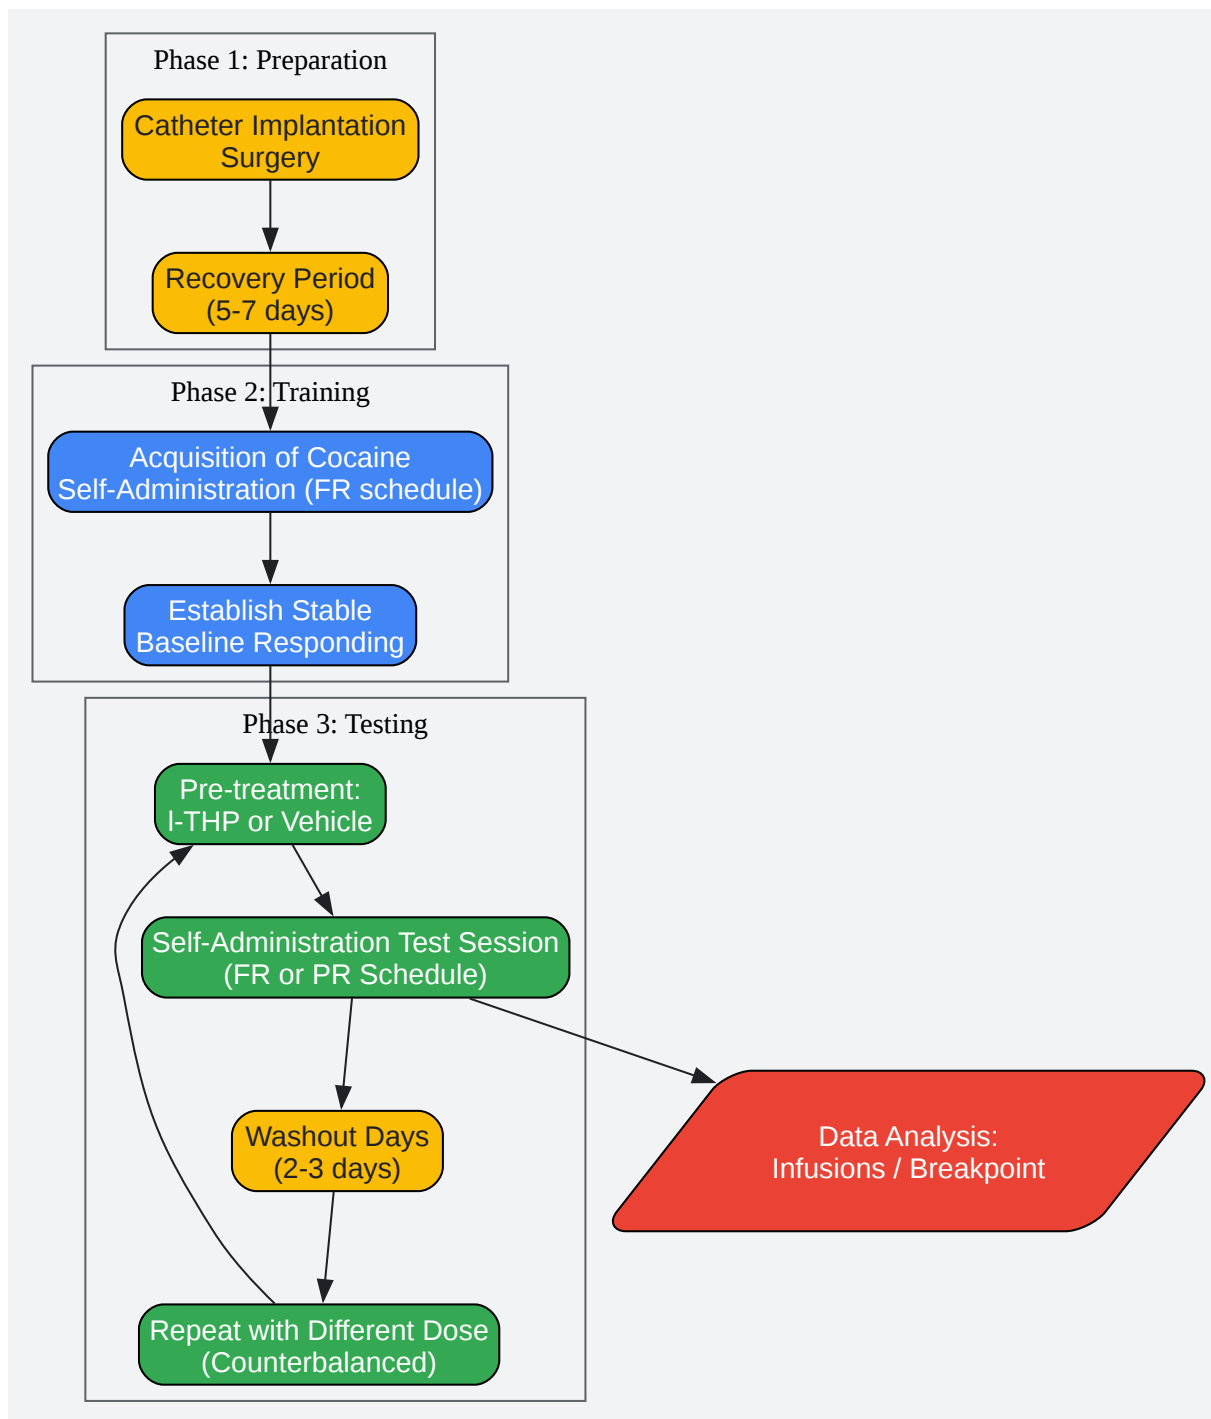 Phase 1: Preparation
Catheter Implantation
Surgery
Recovery Period
(5-7 days)
Phase 2: Training
Acquisition of Cocaine
Self-Administration (FR schedule)
Establish Stable
Baseline Responding
Phase 3: Testing
Pre-treatment:
l-THP or Vehicle
Self-Administration Test Session
(FR or PR Schedule)
Washout Days
(2-3 days)
Data Analysis:
Infusions / Breakpoint
Repeat with Different Dose
(Counterbalanced)